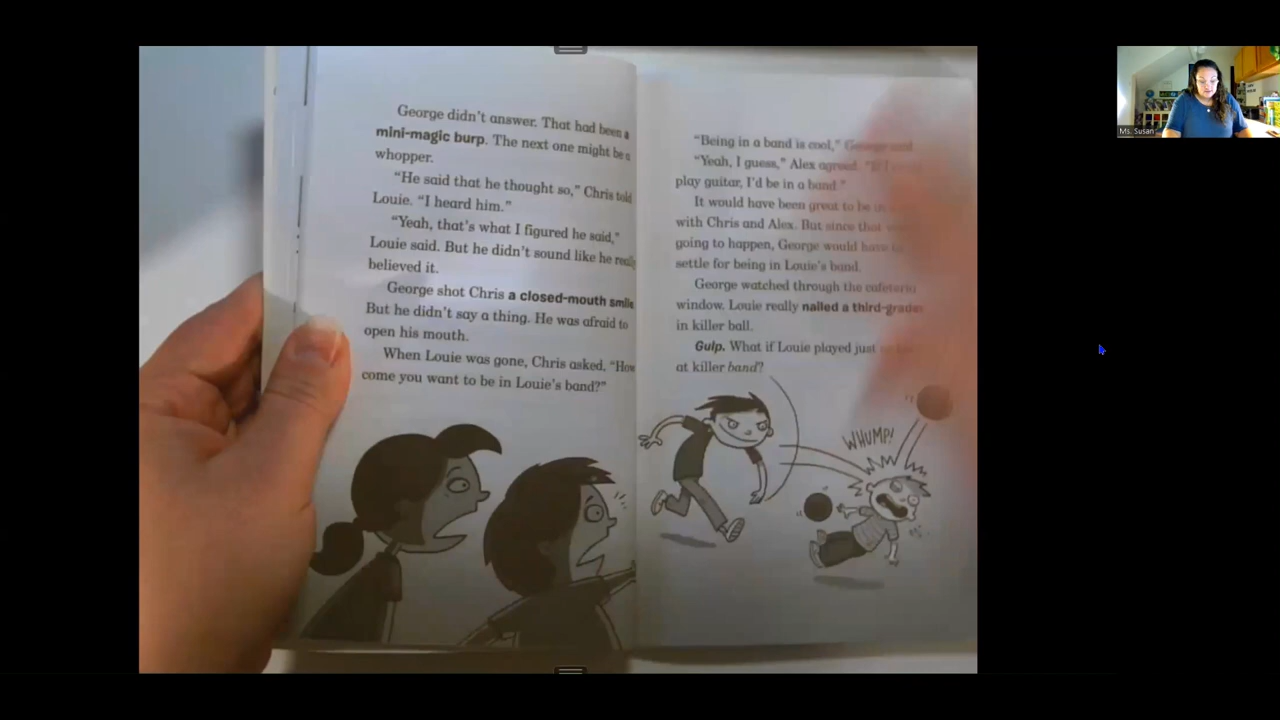 George didn't answer. That had been a
mini-magic burp. The next one might be a
whopper.
"He said that he thought so," Chris told
Louie. "I heard him."
"Yeah, that's what I figured he said,"
Louie said. But he didn't sound like he really
believed it.
George shot Chris a closed-mouth smile.
But he didn't say a thing. He was afraid to
open his mouth.
When Louie was gone, Chris asked, "How
come you want to be in Louie's band?"
"Being in a band is cool," George said
"Yeah, I guess," Alex agreed.
play guitar, I'd be in a band."
It would have been great to be in
with Chris and Alex. But since that
going to happen, George would have to
settle for being in Louie's band.
George watched through the cafeteria
window. Louie really nailed a third-grader
in killer ball.
Gulp. What if Louie played just
at killer band?
WHUMP!
Ms. Susan